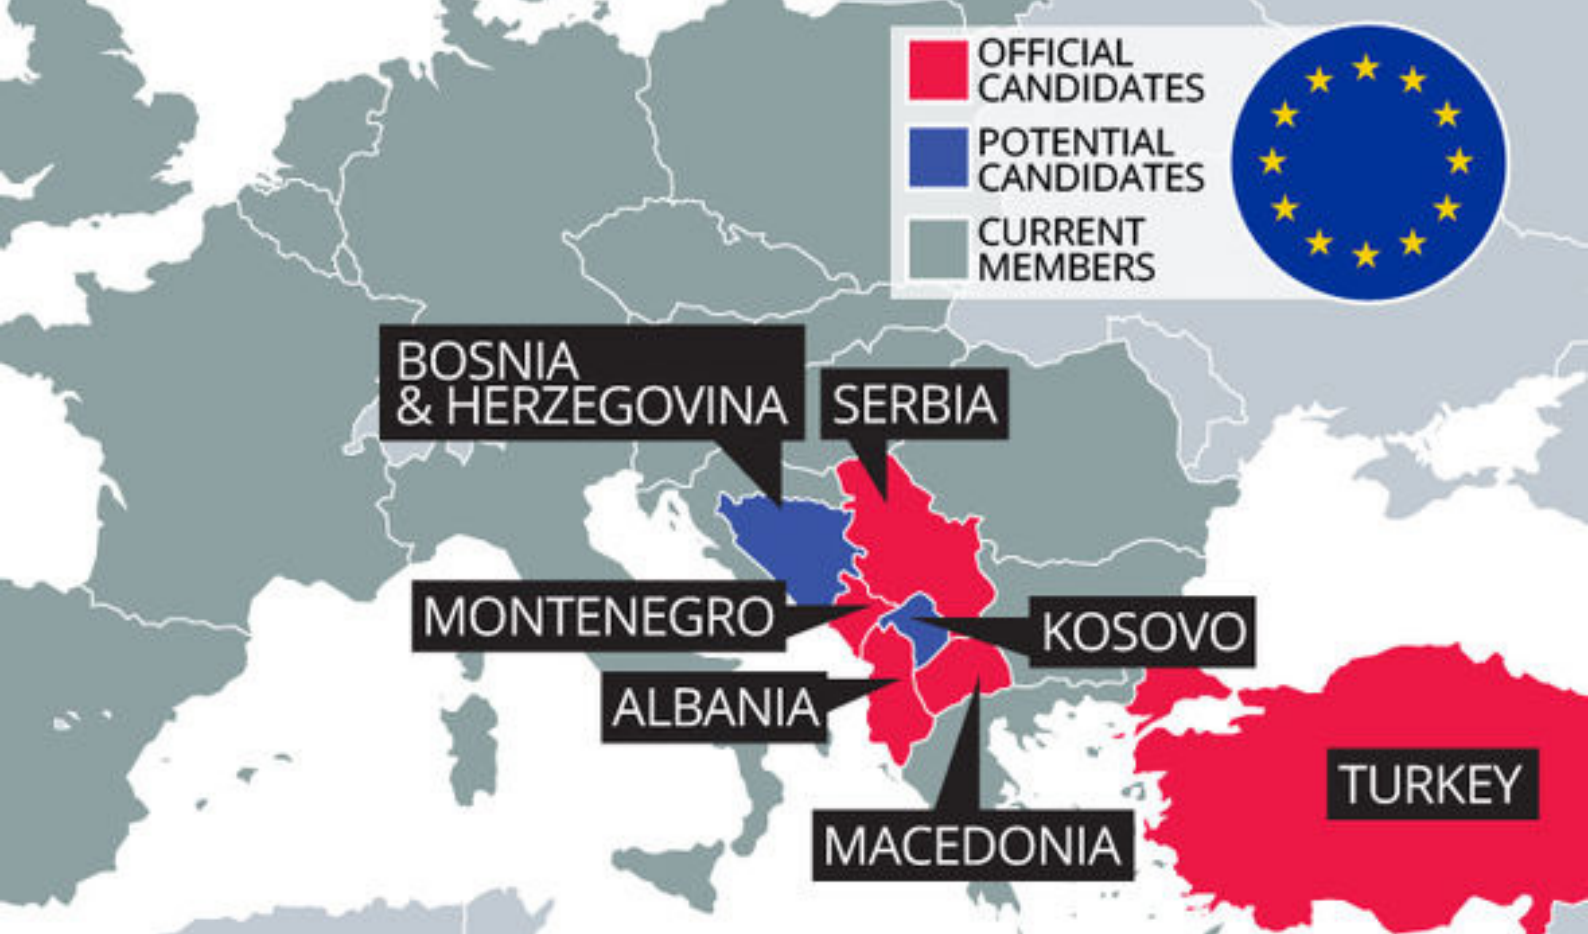 OFFICIAL
CANDIDATES
POTENTIAL
CANDIDATES
CURRENT
MEMBERS
BOSNIA
& HERZEGOVINA
SERBIA
MONTENEGRO
KOSOVO
ALBANIA
TURKEY
MACEDONIA